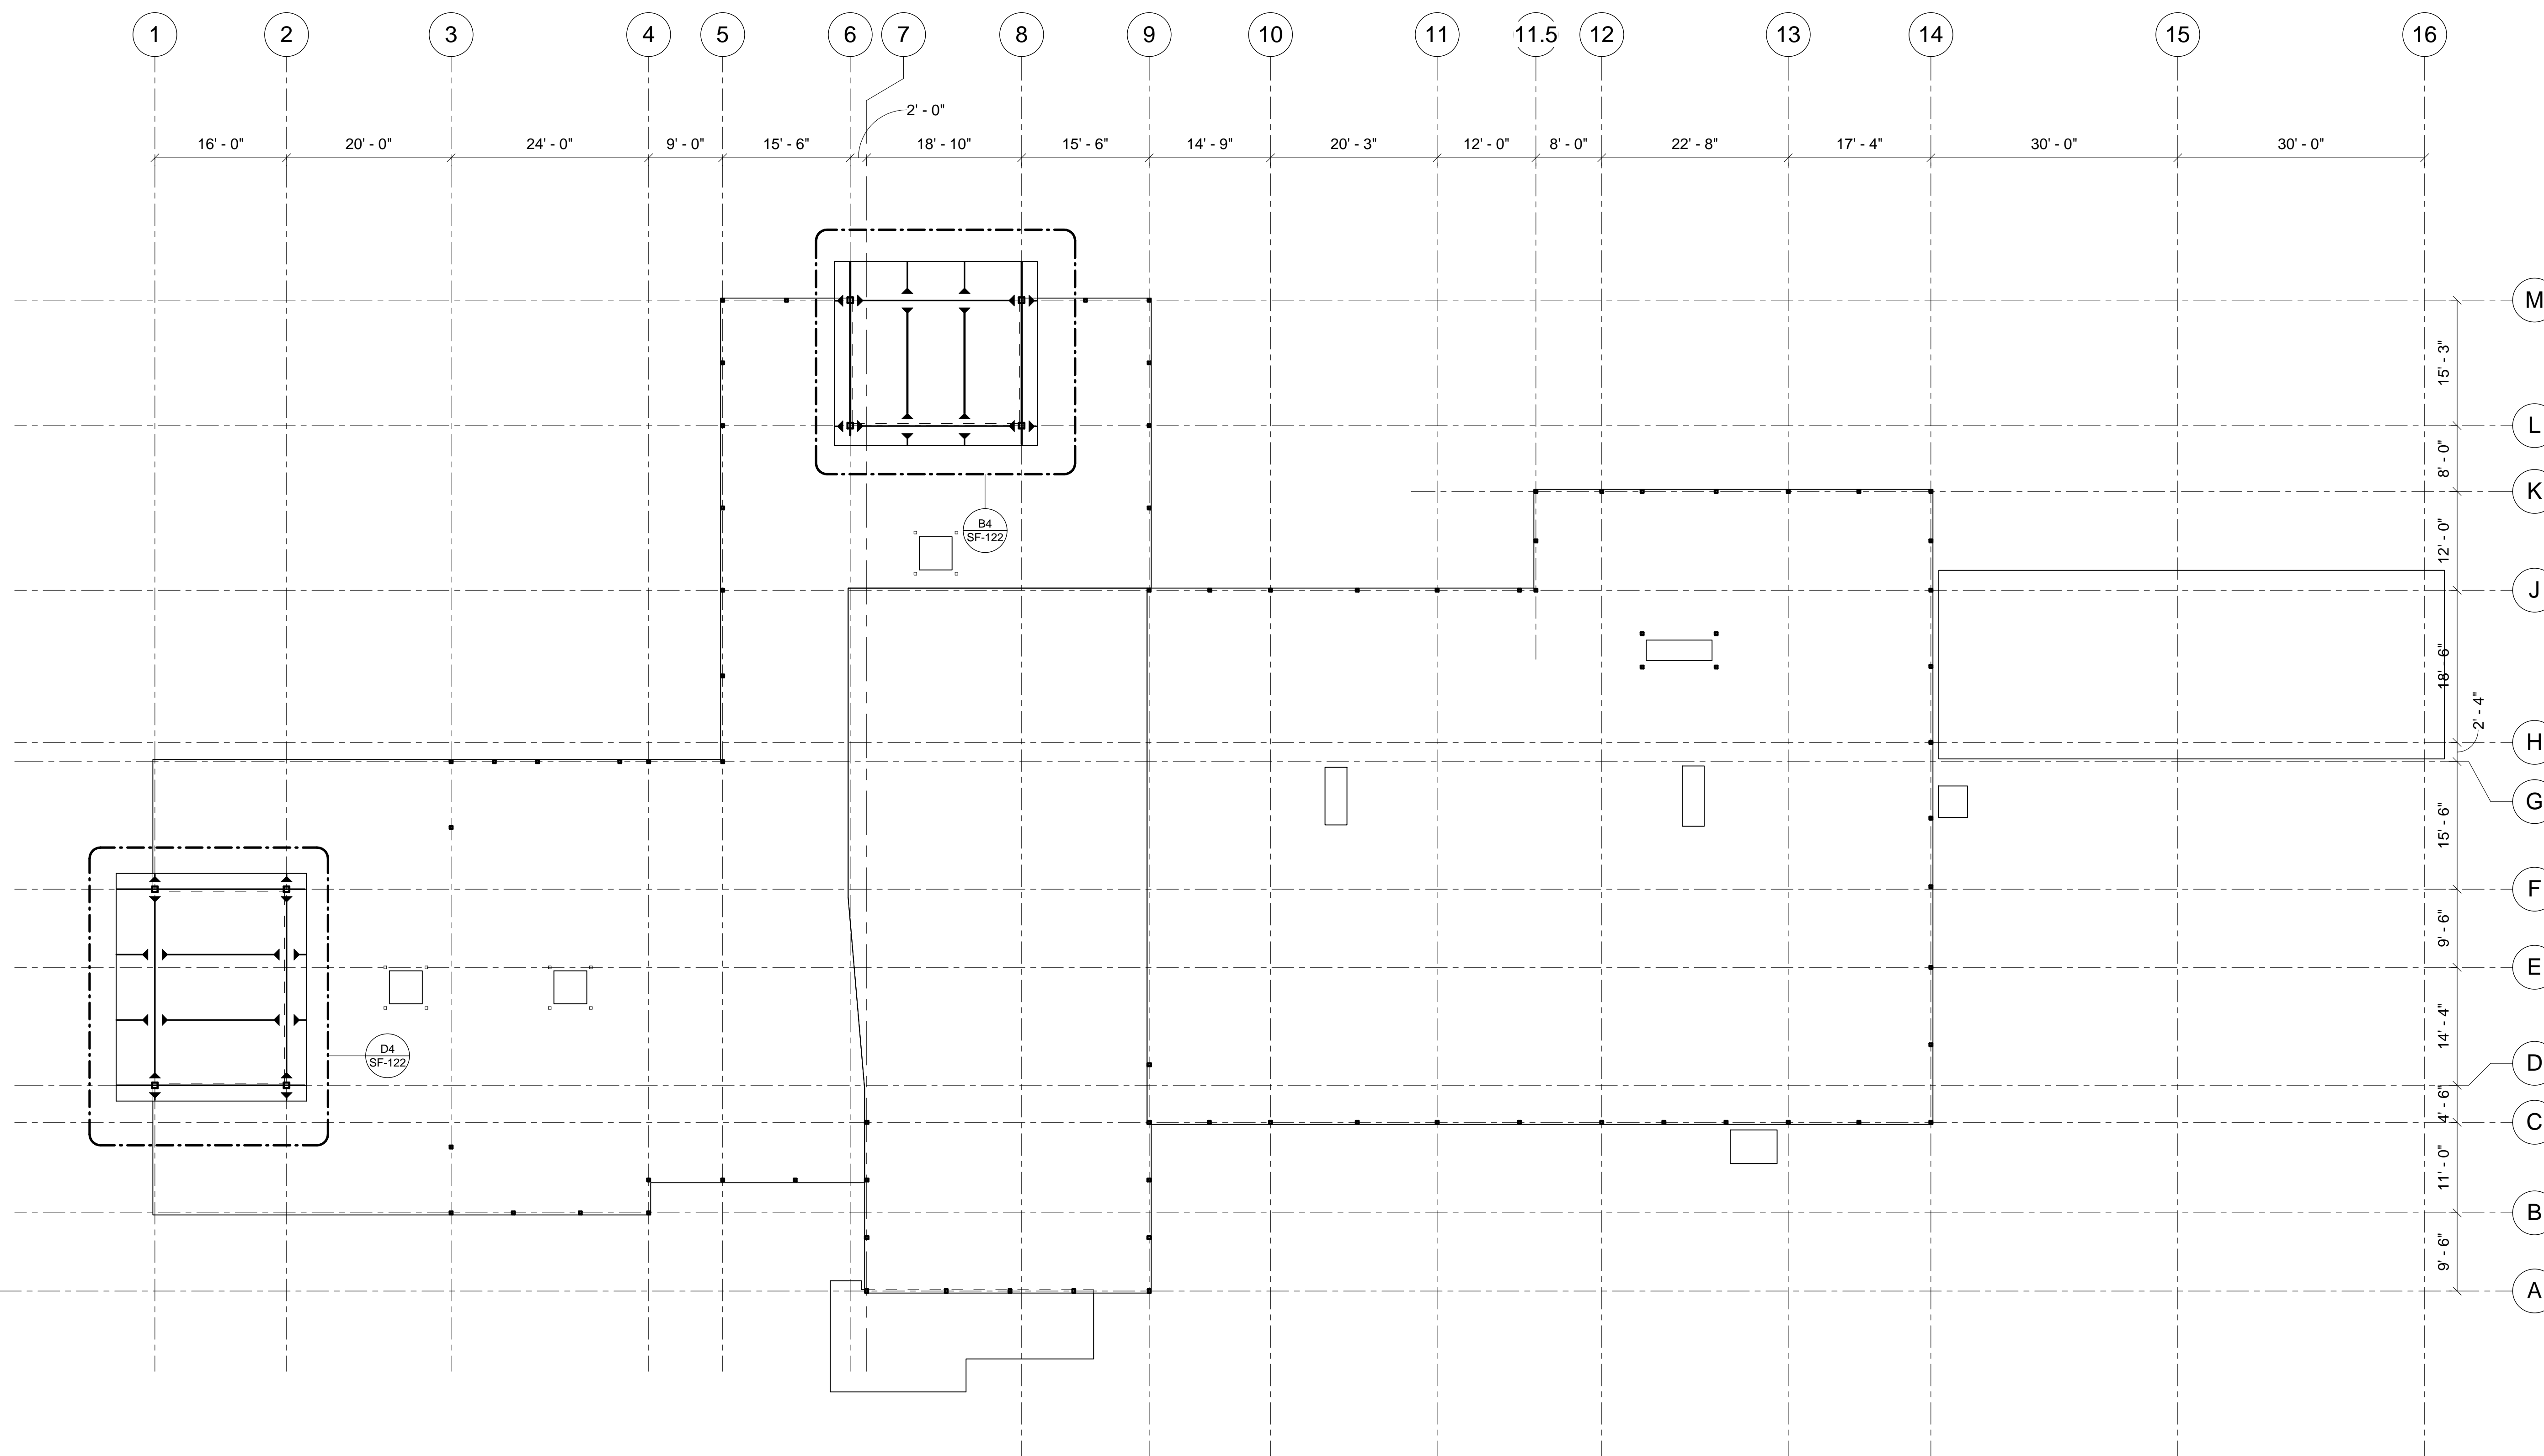 1 2 3 4 5 6 7 8 9 10 11 11.5 12 13 14 15 16
2' - 0"
16' - 0" 20' - 0" 24' - 0" 9' - 0" 15' - 6" 18' - 10" 15' - 6" 14' - 9" 20' - 3" 12' - 0" 8' - 0" 22' - 8" 17' - 4" 30' - 0" 30' - 0"
M
15' - 3"
L
8' - 0"
K
B4
SF-122
12' - 0"
J
18' - 6"
2' - 4"
H
G
15' - 6"
F
9' - 6"
E
14' - 4"
D4
SF-122
D
4' - 6"
C
11' - 0"
B
9' - 6"
A